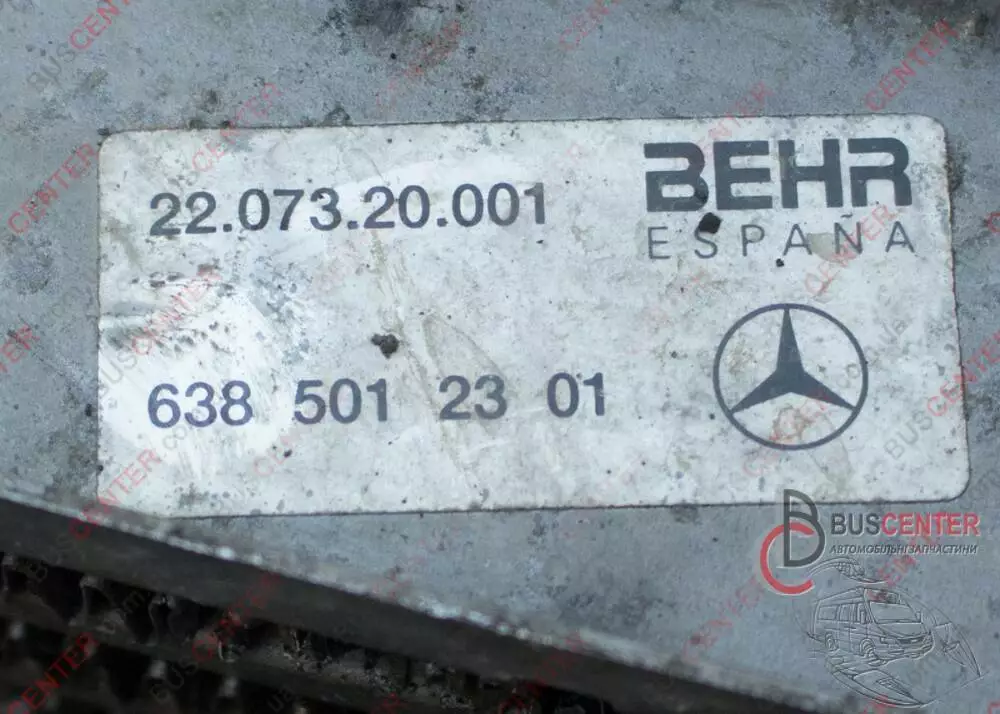 22.073.20.001
BEHR
ESPAÑA
638 501 23 01
BUSCENTER
АВТОМОБІЛЬНІ ЗАПЧАСТИНИ